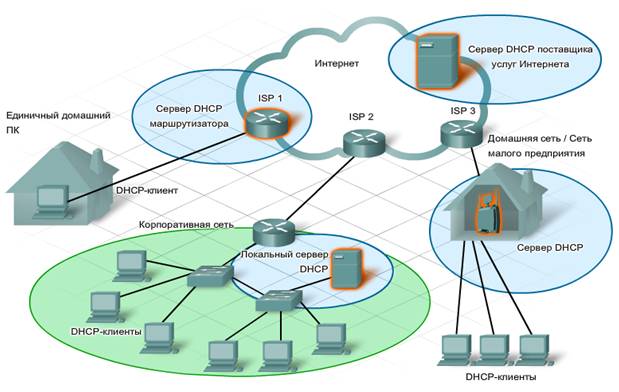 Сервер DHCP поставщика
услуг Интернета
Интернет
ISP 1
Сервер DHCP
маршрутизатора
ISP 2
ISP 3
Единичный домашний
ПК
DHCP-клиент
Домашняя сеть / Сеть
малого предприятия
Корпоративная сеть
Сервер DHCP
Локальный сервер
DHCP
DHCP-клиенты
DHCP-клиенты